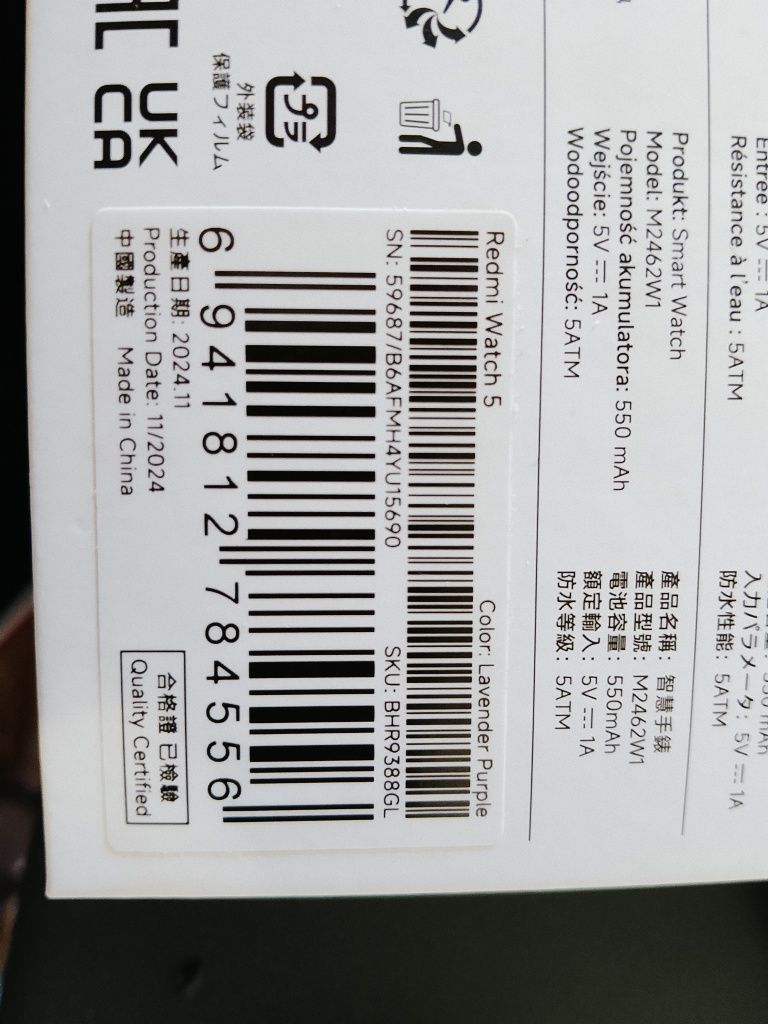 Entrée : 5V ⎓ 1A
Résistance à l'eau : 5ATM
入力パラメータ: 5V ⎓ 1A
防水性能: 5ATM
Produkt: Smart Watch
Model: M2462W1
Pojemność akumulatora: 550 mAh
Wejście: 5V ⎓ 1A
Wodoodporność: 5ATM
產品名稱：智慧手錶
產品型號：M2462W1
電池容量：550mAh
額定輸入：5V ⎓ 1A
防水等級：5ATM
プラ
外装袋
保護フィルム
UK
CA
Redmi Watch 5
Color: Lavender Purple
SN: 59687/B6AFMH4YU15690
SKU: BHR9388GL
6 941812 784556
生產日期: 2024.11
Production Date: 11/2024
中國製造 Made in China
合格證 已檢驗
Quality Certified